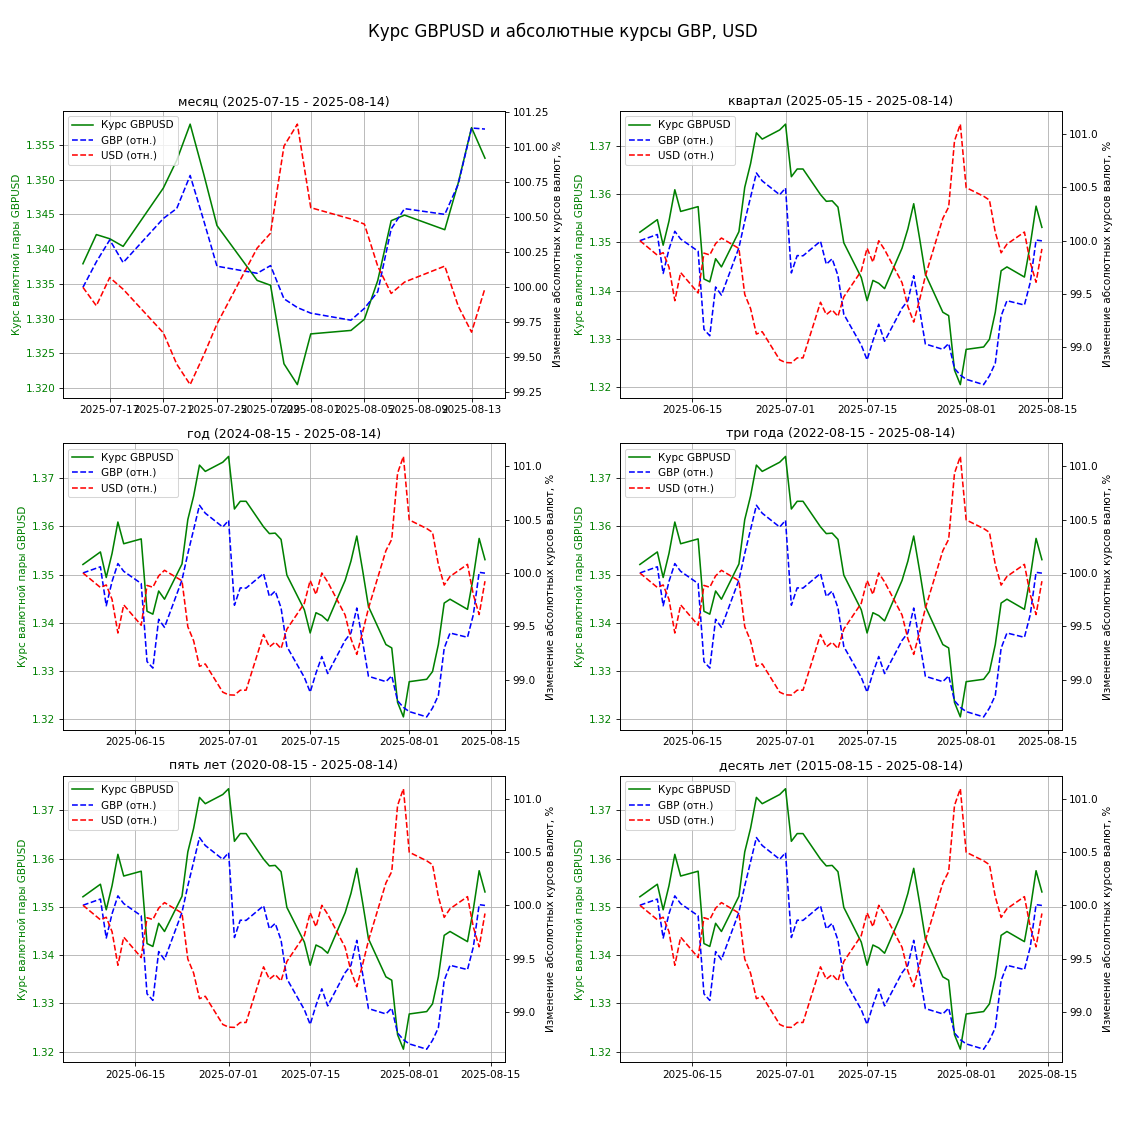 Курс GBPUSD и абсолютные курсы GBP, USD
месяц (2025-07-15 - 2025-08-14)
Курс GBPUSD
GBP (отн.)
USD (отн.)
Курс валютной пары GBPUSD
1.355
1.350
1.345
1.340
1.335
1.330
1.325
1.320
101.25
101.00
100.75
100.50
100.25
100.00
99.75
99.50
99.25
Изменение абсолютных курсов валют, %
2025-07-17 2025-07-21 2025-07-25 2025-07-29 2025-08-01 2025-08-05 2025-08-09 2025-08-13
квартал (2025-05-15 - 2025-08-14)
Курс GBPUSD
GBP (отн.)
USD (отн.)
Курс валютной пары GBPUSD
1.37
1.36
1.35
1.34
1.33
1.32
101.0
100.5
100.0
99.5
99.0
Изменение абсолютных курсов валют, %
2025-06-15 2025-07-01 2025-07-15 2025-08-01 2025-08-15
год (2024-08-15 - 2025-08-14)
Курс GBPUSD
GBP (отн.)
USD (отн.)
Курс валютной пары GBPUSD
1.37
1.36
1.35
1.34
1.33
1.32
101.0
100.5
100.0
99.5
99.0
Изменение абсолютных курсов валют, %
2025-06-15 2025-07-01 2025-07-15 2025-08-01 2025-08-15
три года (2022-08-15 - 2025-08-14)
Курс GBPUSD
GBP (отн.)
USD (отн.)
Курс валютной пары GBPUSD
1.37
1.36
1.35
1.34
1.33
1.32
101.0
100.5
100.0
99.5
99.0
Изменение абсолютных курсов валют, %
2025-06-15 2025-07-01 2025-07-15 2025-08-01 2025-08-15
пять лет (2020-08-15 - 2025-08-14)
Курс GBPUSD
GBP (отн.)
USD (отн.)
Курс валютной пары GBPUSD
1.37
1.36
1.35
1.34
1.33
1.32
101.0
100.5
100.0
99.5
99.0
Изменение абсолютных курсов валют, %
2025-06-15 2025-07-01 2025-07-15 2025-08-01 2025-08-15
десять лет (2015-08-15 - 2025-08-14)
Курс GBPUSD
GBP (отн.)
USD (отн.)
Курс валютной пары GBPUSD
1.37
1.36
1.35
1.34
1.33
1.32
101.0
100.5
100.0
99.5
99.0
Изменение абсолютных курсов валют, %
2025-06-15 2025-07-01 2025-07-15 2025-08-01 2025-08-15